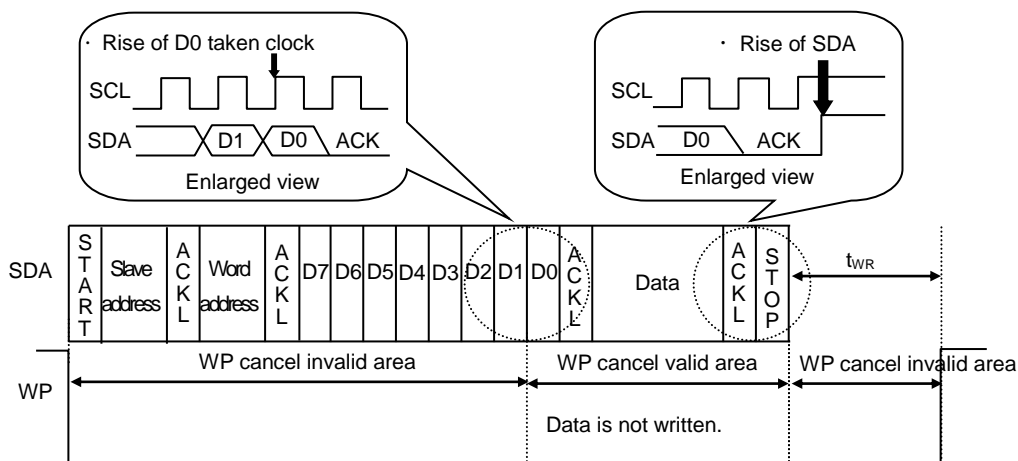 · Rise of D0 taken clock
SCL
SDA
D1
D0
ACK
Enlarged view
· Rise of SDA
SCL
SDA
D0
ACK
Enlarged view
SDA
START
Slave
address
ACKL
Word
address
ACKL
D7
D6
D5
D4
D3
D2
D1
D0
ACKL
Data
ACKL
STOP
tWR
WP cancel invalid area
WP cancel valid area
WP cancel invalid area
WP
Data is not written.